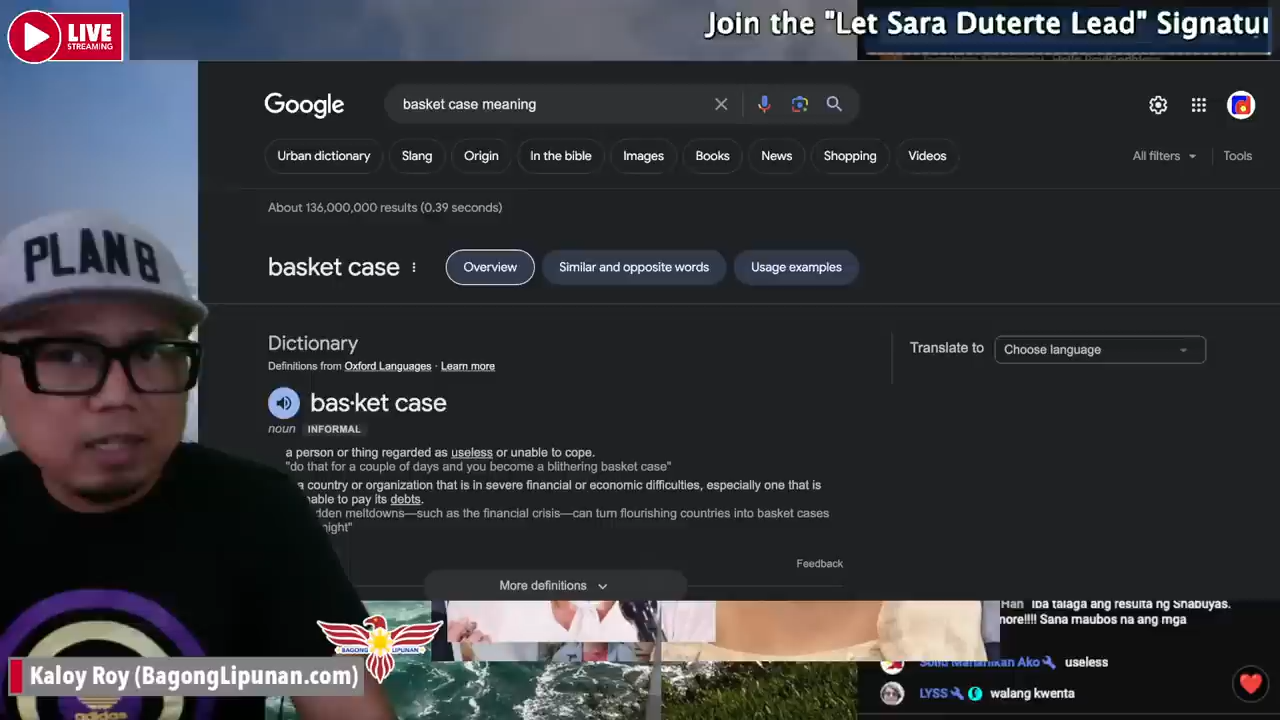 LIVE
STREAMING
Join the "Let Sara Duterte Lead" Signatu
Google
basket case meaning
Urban dictionary
Slang
Origin
In the bible
Images
Books
News
Shopping
Videos
All filters
Tools
About 136,000,000 results (0.39 seconds)
basket case
Overview
Similar and opposite words
Usage examples
Dictionary
Definitions from Oxford Languages · Learn more
Translate to
Choose language
bas·ket case
noun
INFORMAL
a person or thing regarded as useless or unable to cope.
"do that for a couple of days and you become a blithering basket case"
a country or organization that is in severe financial or economic difficulties, especially one that is
able to pay its debts.
dden meltdowns—such as the financial crisis—can turn flourishing countries into basket cases
night"
Feedback
More definitions
PLAN B
BAGONG LIPUNAN
Kaloy Roy (BagongLipunan.com)
adidas
Han Iba talaga ang resulta ng Shabuyas.
more!!!! Sana maubos na ang mga
Ako useless
LYSS walang kwenta